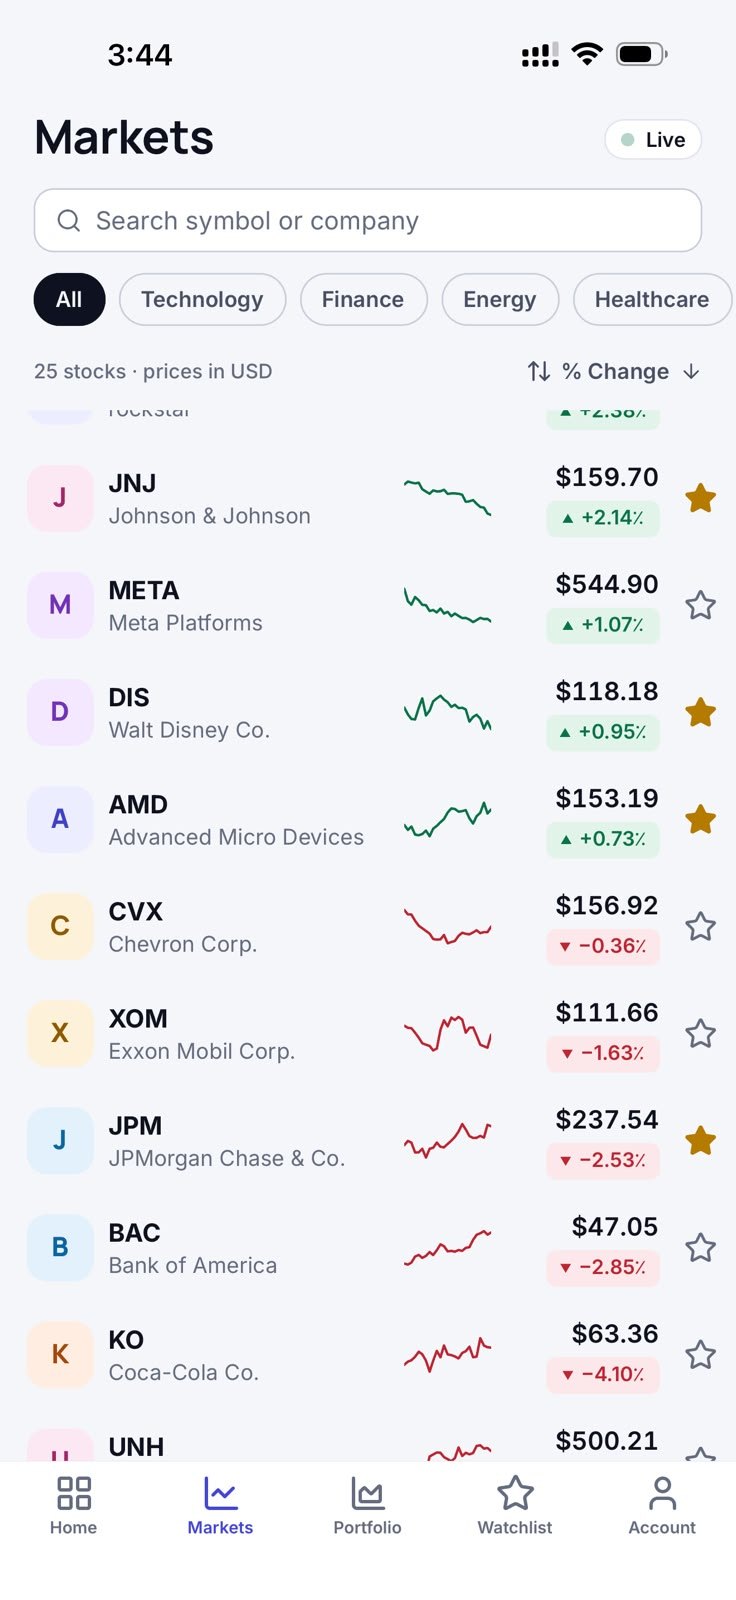 3:44
Markets
Live
Search symbol or company
All Technology Finance Energy Healthcare
25 stocks · prices in USD
% Change ↓
rockstar
▲ +2.38%
J
JNJ
Johnson & Johnson
$159.70
▲ +2.14%
M
META
Meta Platforms
$544.90
▲ +1.07%
D
DIS
Walt Disney Co.
$118.18
▲ +0.95%
A
AMD
Advanced Micro Devices
$153.19
▲ +0.73%
C
CVX
Chevron Corp.
$156.92
▼ −0.36%
X
XOM
Exxon Mobil Corp.
$111.66
▼ −1.63%
J
JPM
JPMorgan Chase & Co.
$237.54
▼ −2.53%
B
BAC
Bank of America
$47.05
▼ −2.85%
K
KO
Coca-Cola Co.
$63.36
▼ −4.10%
U
UNH
$500.21
Home Markets Portfolio Watchlist Account